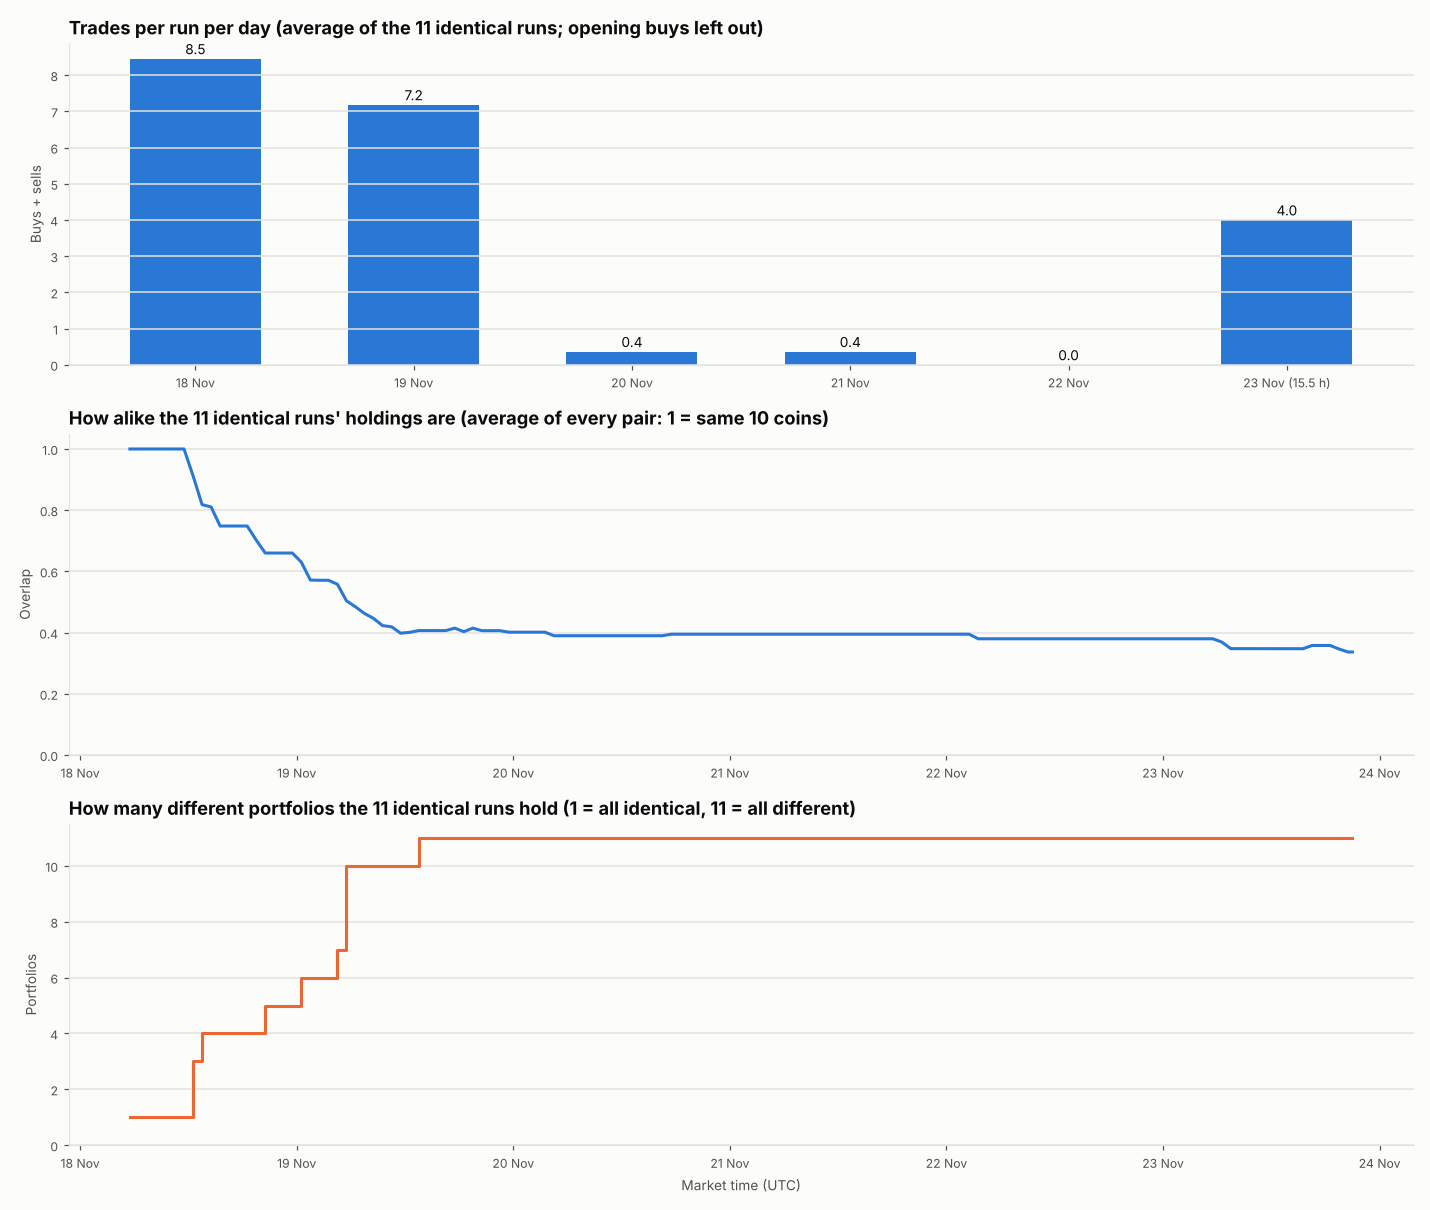 Trades per run per day (average of the 11 identical runs; opening buys left out)
Buys + sells
8
7
6
5
4
3
2
1
0
8.5
7.2
0.4
0.4
0.0
4.0
18 Nov
19 Nov
20 Nov
21 Nov
22 Nov
23 Nov (15.5 h)
How alike the 11 identical runs' holdings are (average of every pair: 1 = same 10 coins)
Overlap
1.0
0.8
0.6
0.4
0.2
0.0
18 Nov
19 Nov
20 Nov
21 Nov
22 Nov
23 Nov
24 Nov
How many different portfolios the 11 identical runs hold (1 = all identical, 11 = all different)
Portfolios
10
8
6
4
2
0
18 Nov
19 Nov
20 Nov
21 Nov
22 Nov
23 Nov
24 Nov
Market time (UTC)